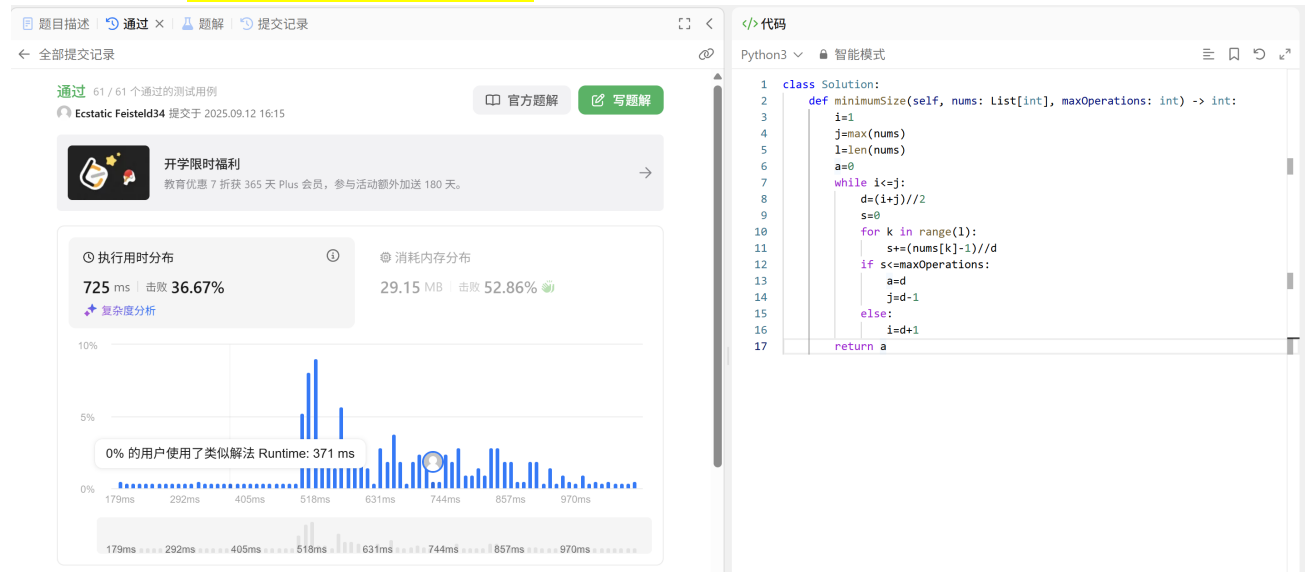 题目描述 通过 × 题解 提交记录
← 全部提交记录
通过 61 / 61 个通过的测试用例
Ecstatic Feisteld34 提交于 2025.09.12 16:15
官方题解 写题解
开学限时福利
教育优惠 7 折获 365 天 Plus 会员，参与活动额外加送 180 天。
执行用时分布
725 ms 击败 36.67%
复杂度分析
消耗内存分布
29.15 MB 击败 52.86%
10%
5%
0% 的用户使用了类似解法 Runtime: 371 ms
0%
179ms 292ms 405ms 518ms 631ms 744ms 857ms 970ms
179ms 292ms 405ms 518ms 631ms 744ms 857ms 970ms
</> 代码
Python3 智能模式
1 class Solution:
2 def minimumSize(self, nums: List[int], maxOperations: int) -> int:
3 i=1
4 j=max(nums)
5 l=len(nums)
6 a=0
7 while i<=j:
8 d=(i+j)//2
9 s=0
10 for k in range(l):
11 s+=(nums[k]-1)//d
12 if s<=maxOperations:
13 a=d
14 j=d-1
15 else:
16 i=d+1
17 return a